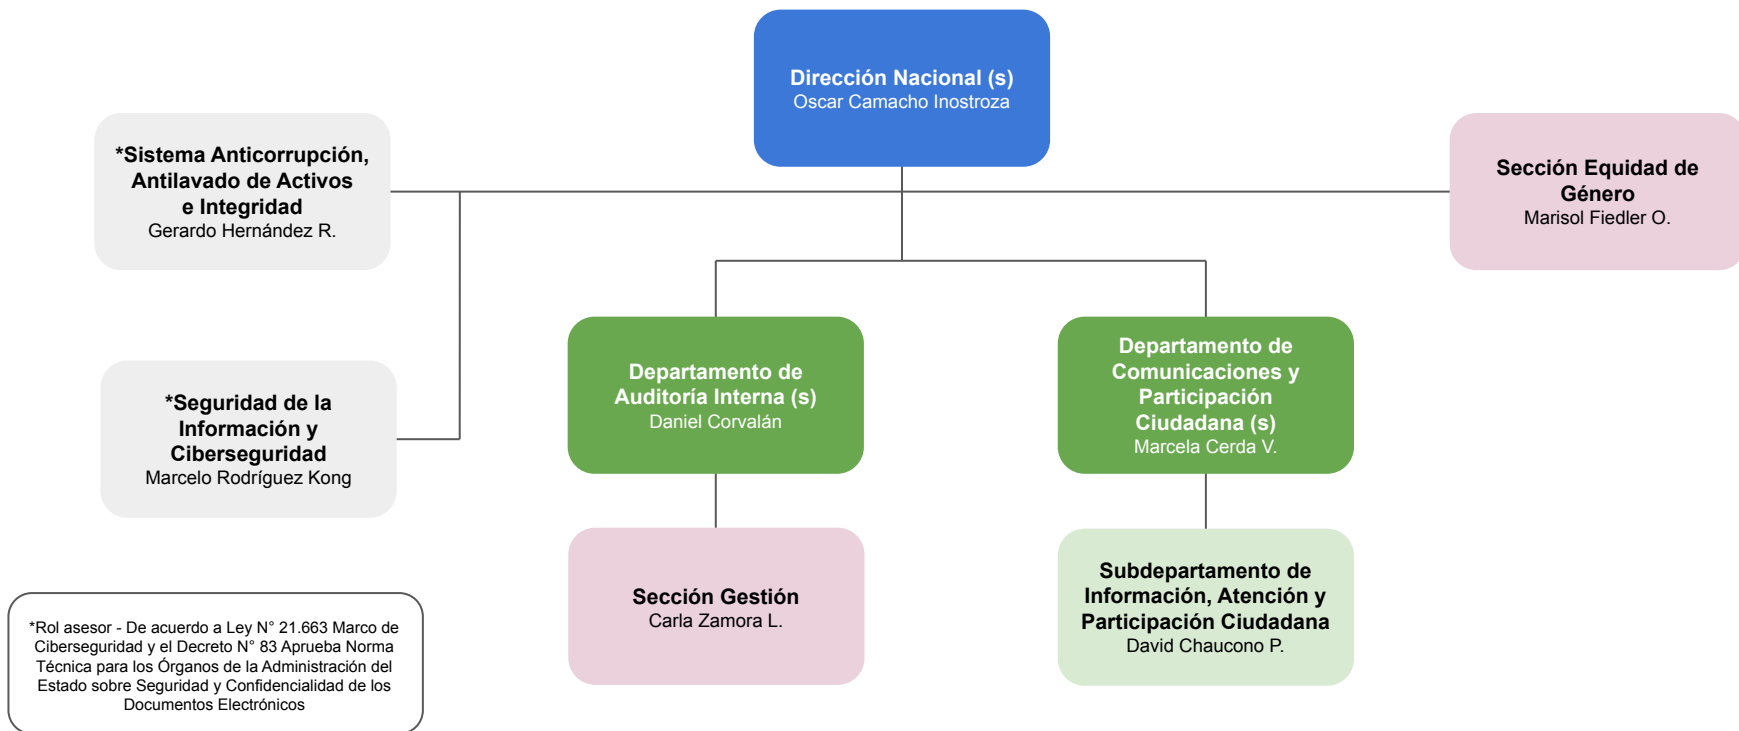 Dirección Nacional (s)
Oscar Camacho Inostroza
*Sistema Anticorrupción,
Antilavado de Activos
e Integridad
Gerardo Hernández R.
Sección Equidad de
Género
Marisol Fiedler O.
*Seguridad de la
Información y
Ciberseguridad
Marcelo Rodríguez Kong
Departamento de
Auditoría Interna (s)
Daniel Corvalán
Departamento de
Comunicaciones y
Participación
Ciudadana (s)
Marcela Cerda V.
Sección Gestión
Carla Zamora L.
Subdepartamento de
Información, Atención y
Participación Ciudadana
David Chaucono P.
*Rol asesor - De acuerdo a Ley N° 21.663 Marco de
Ciberseguridad y el Decreto N° 83 Aprueba Norma
Técnica para los Órganos de la Administración del
Estado sobre Seguridad y Confidencialidad de los
Documentos Electrónicos